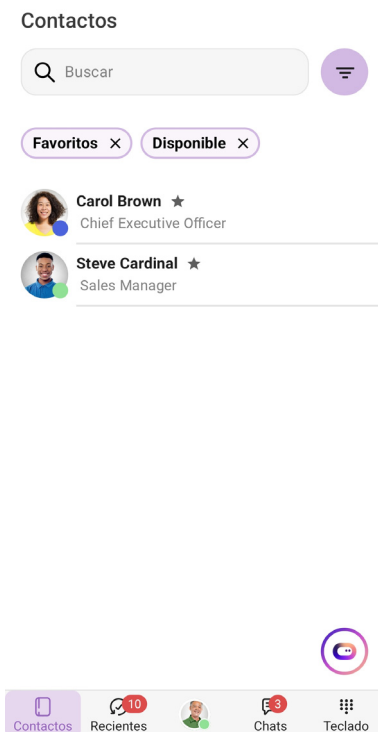 Contactos
Buscar
Favoritos
Disponible
Carol Brown
Chief Executive Officer
Steve Cardinal
Sales Manager
10
3
Contactos
Recientes
Chats
Teclado